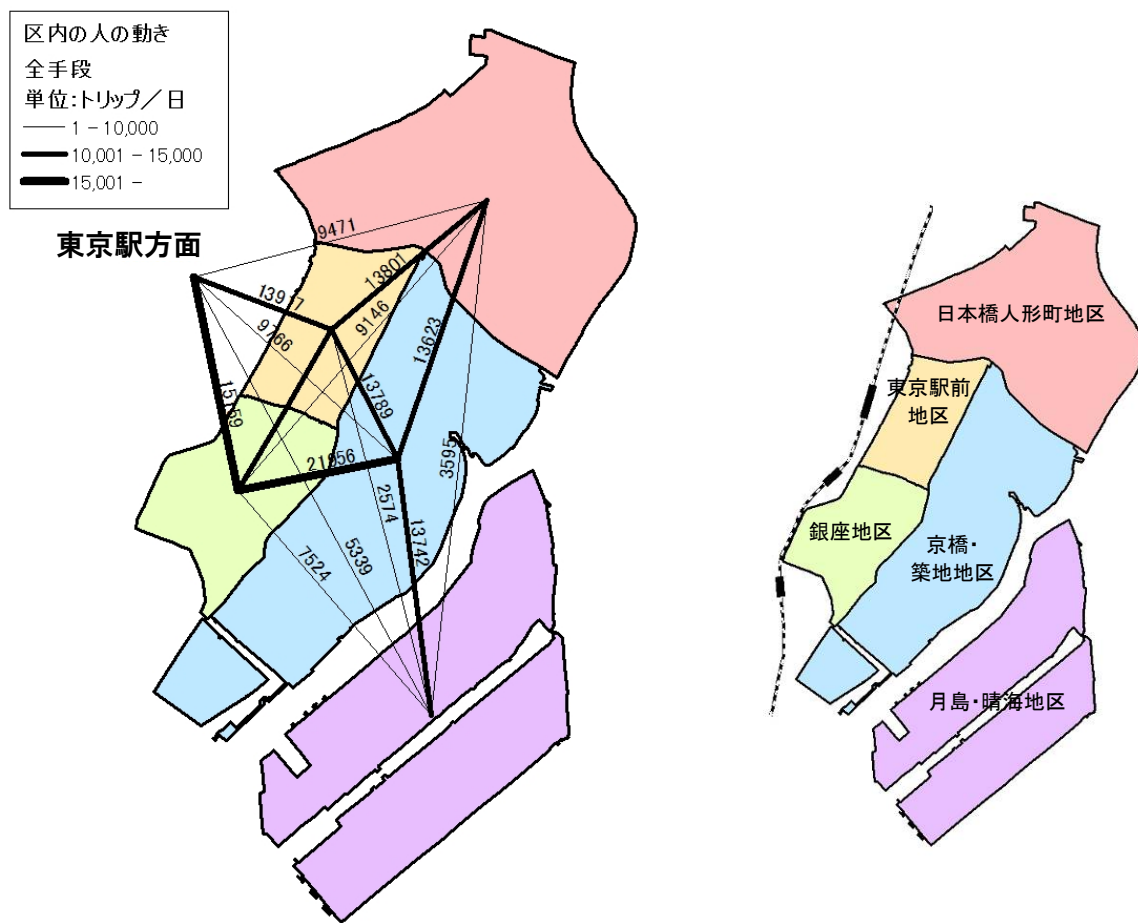 区内の人の動き
全手段
単位:トリップ／日
1 - 10,000
10,001 - 15,000
15,001 -
東京駅方面
9471
13917
13801
9766
9146
13623
13789
15759
21956
3595
2574
13742
5339
7524
日本橋人形町地区
東京駅前
地区
銀座地区
京橋・
築地地区
月島・晴海地区